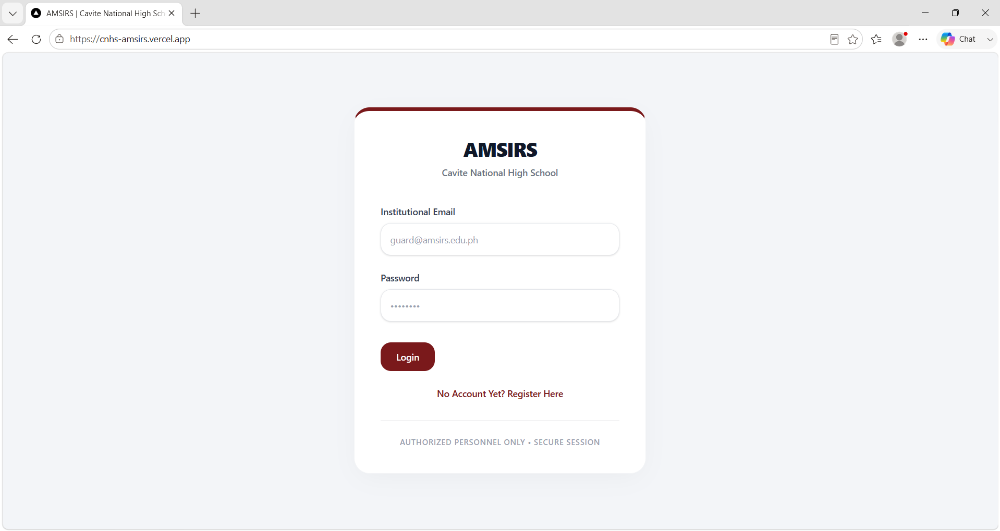 AMSIRS | Cavite National High Sch
https://cnhs-amsirs.vercel.app
Chat
AMSIRS
Cavite National High School
Institutional Email
guard@amsirs.edu.ph
Password
••••••••
Login
No Account Yet? Register Here
AUTHORIZED PERSONNEL ONLY • SECURE SESSION